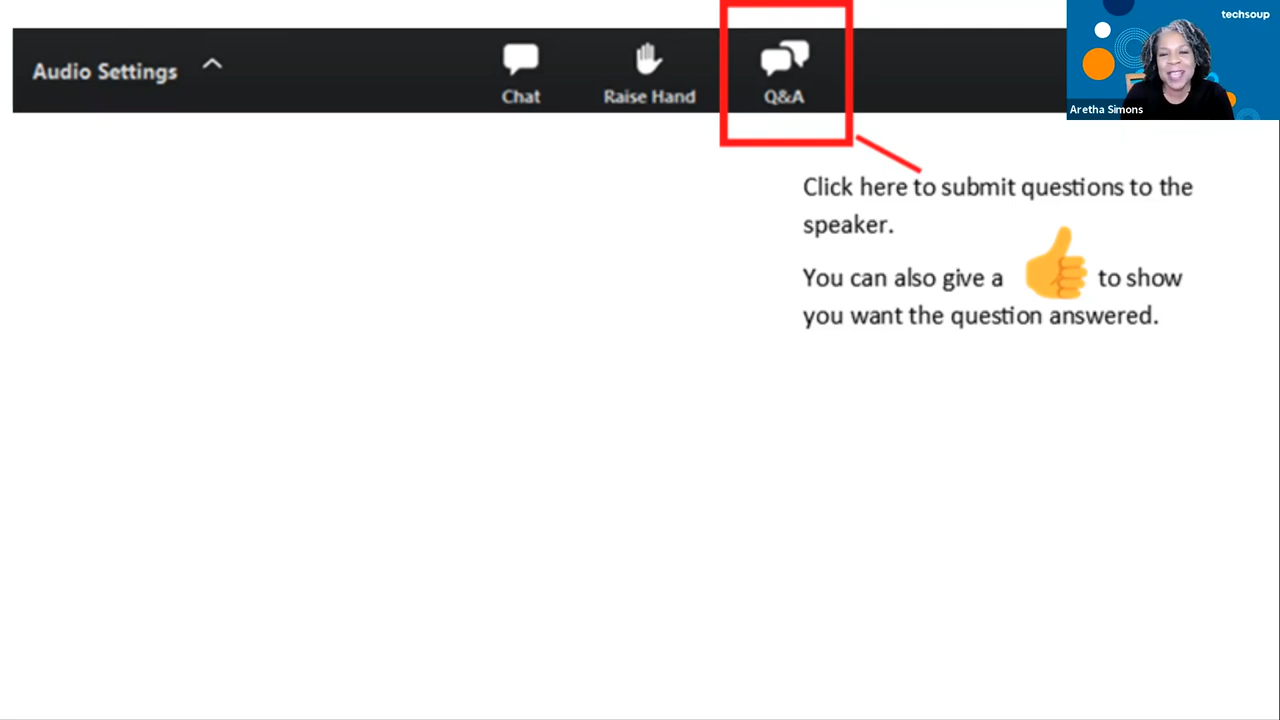 techsoup
Audio Settings
Chat
Raise Hand
Q&A
Aretha Simons
Click here to submit questions to the
speaker.
You can also give a to show
you want the question answered.